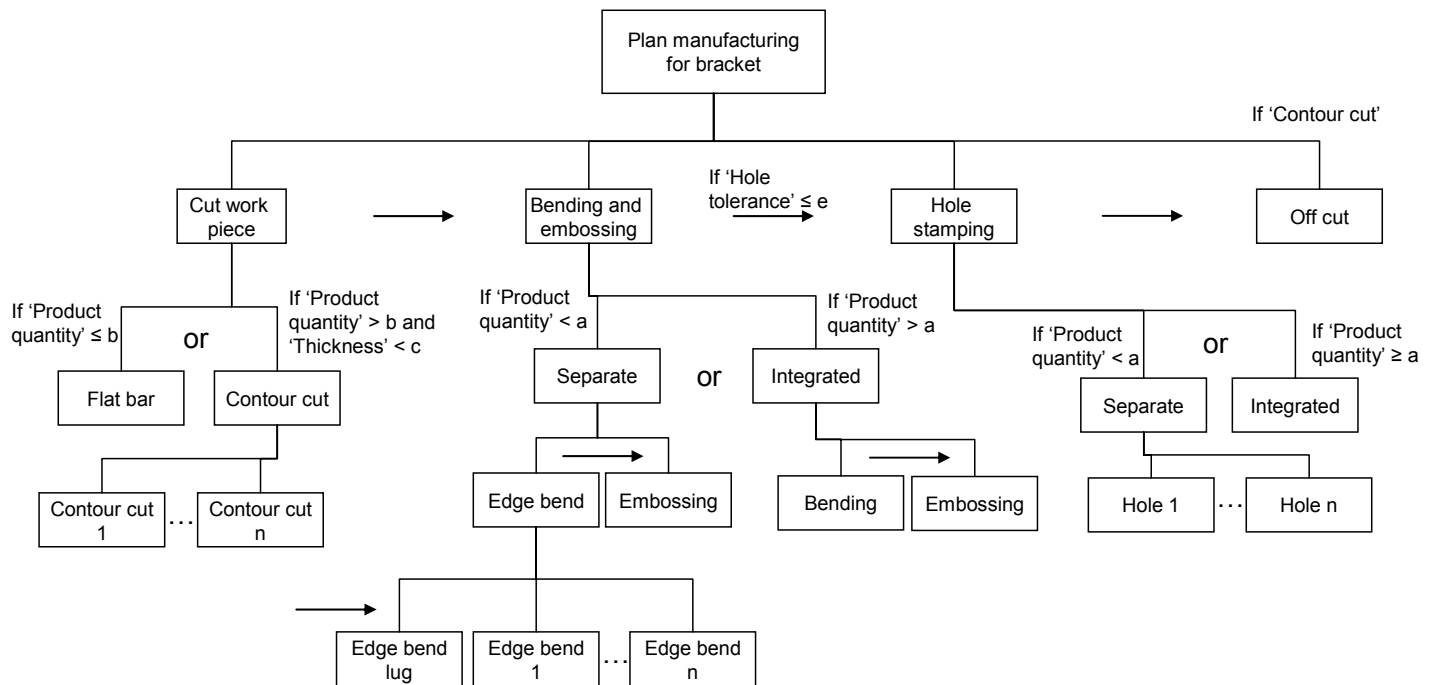 Plan manufacturing
for bracket
If ‘Contour cut’
Cut work
piece
Bending and
embossing
If ‘Hole
tolerance’ ≤ e
Hole
stamping
Off cut
If ‘Product
quantity’ ≤ b
or
If ‘Product
quantity’ > b and
‘Thickness’ < c
If ‘Product
quantity’ < a
If ‘Product
quantity’ > a
If ‘Product
quantity’ < a
or
If ‘Product
quantity’ ≥ a
Flat bar
Contour cut
Separate
or
Integrated
Separate
Integrated
Contour cut
1
...
Contour cut
n
Edge bend
Embossing
Bending
Embossing
Hole 1
...
Hole n
Edge bend
lug
Edge bend
1
...
Edge bend
n